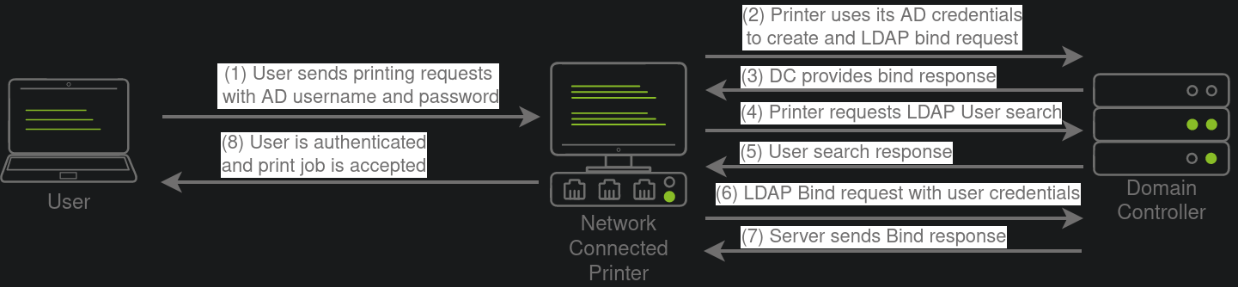 (1) User sends printing requests
with AD username and password
(8) User is authenticated
and print job is accepted
User
Network
Connected
Printer
(2) Printer uses its AD credentials
to create and LDAP bind request
(3) DC provides bind response
(4) Printer requests LDAP User search
(5) User search response
(6) LDAP Bind request with user credentials
(7) Server sends Bind response
Domain
Controller